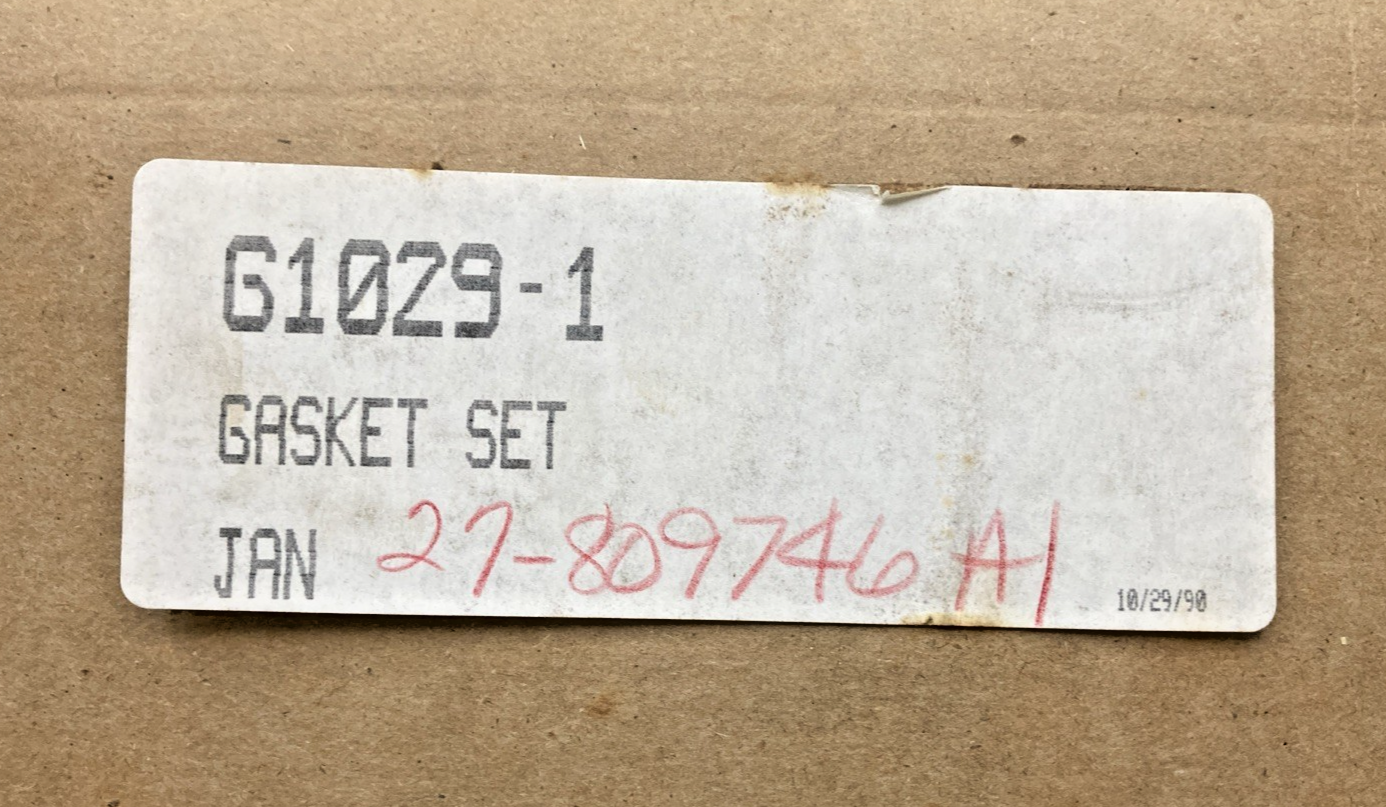 G1029-1
GASKET SET
JAN 27-809746 A1
10/29/90